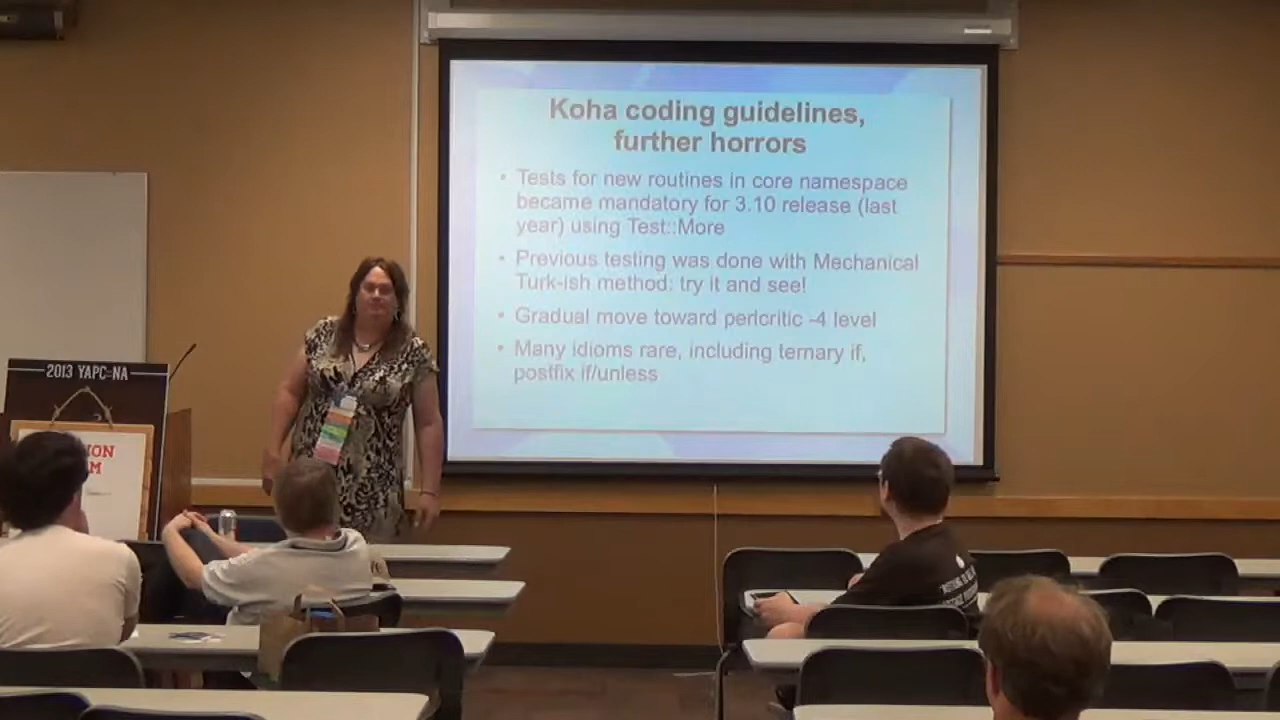 Koha coding guidelines,
further horrors
• Tests for new routines in core namespace
became mandatory for 3.10 release (last
year) using Test::More
• Previous testing was done with Mechanical
Turk-ish method: try it and see!
• Gradual move toward perlcritic -4 level
• Many idioms rare, including ternary if,
postfix if/unless
2013 YAPC::NA